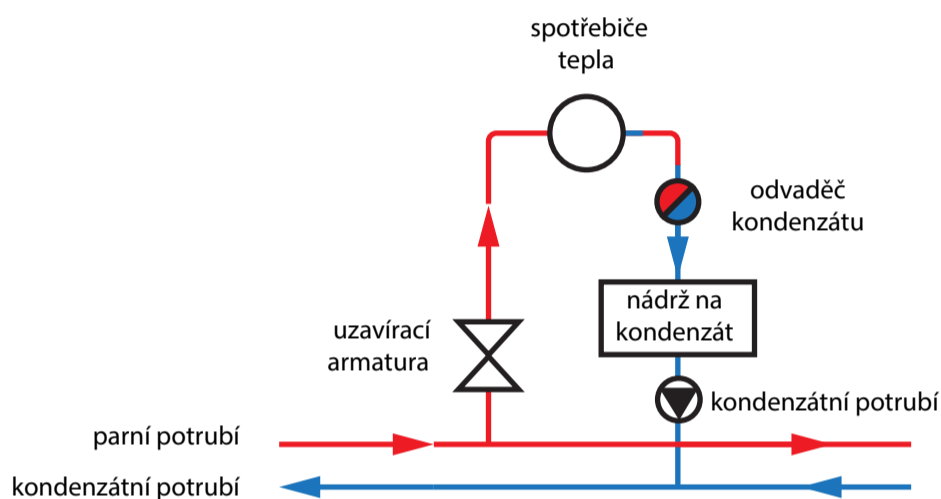 spotřebiče
tepla
odvaděč
kondenzátu
nádrž na
kondenzát
uzavírací
armatura
kondenzátní potrubí
parní potrubí
kondenzátní potrubí